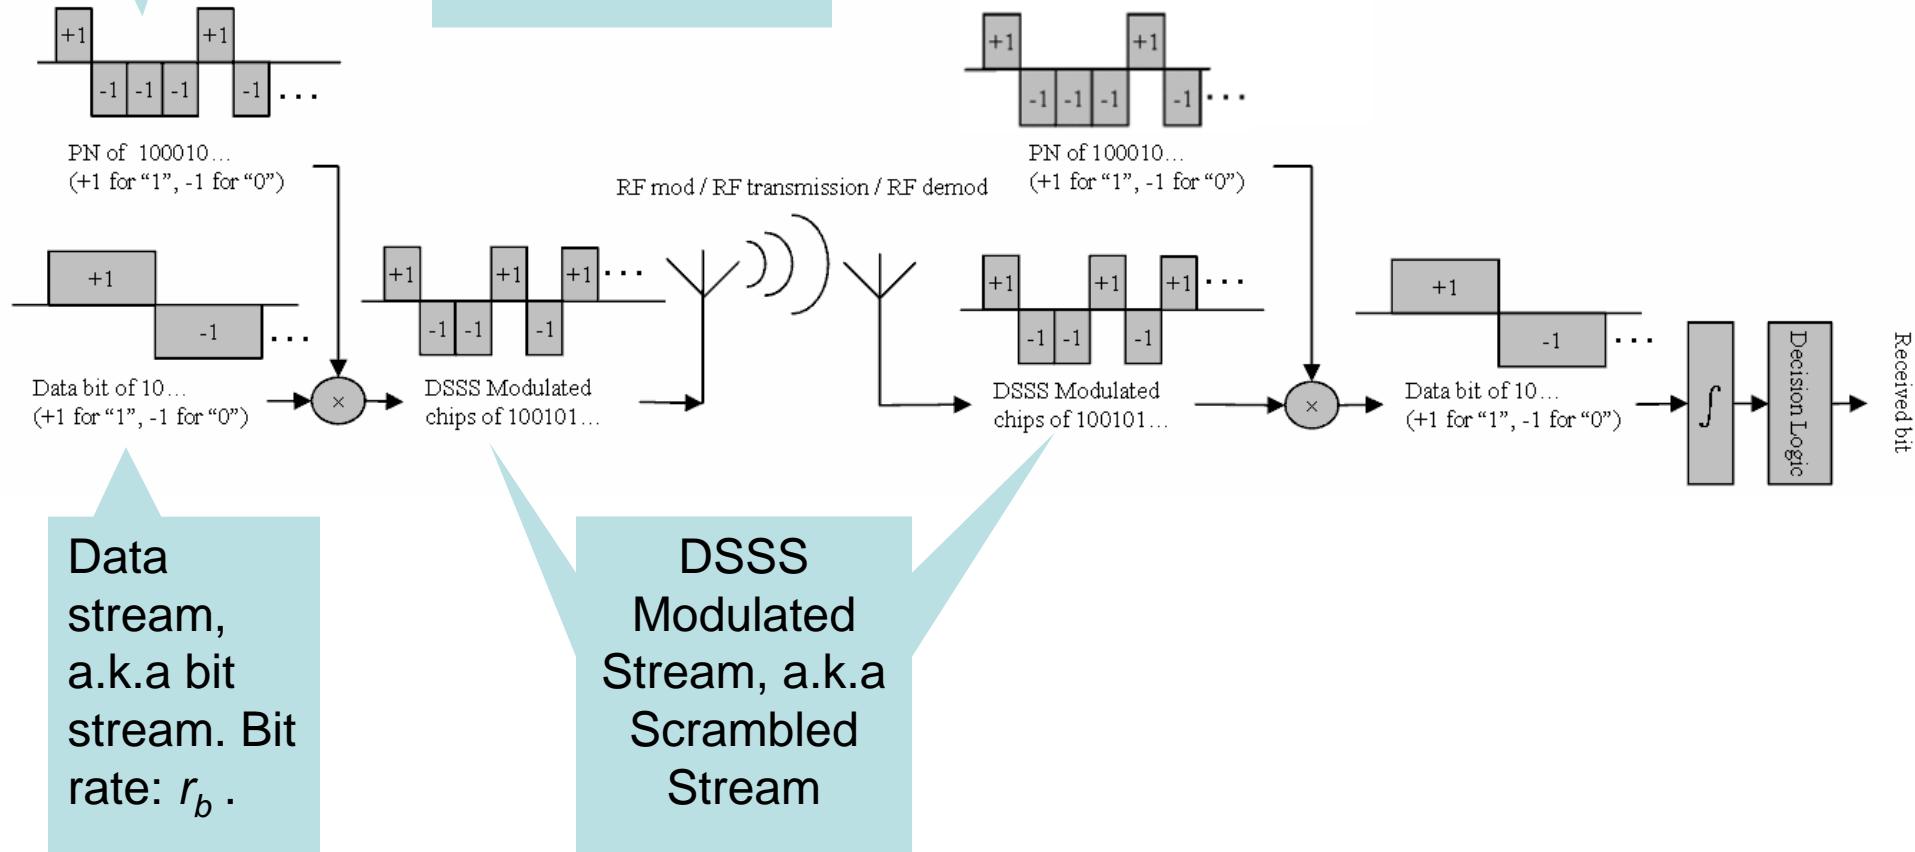 +1 +1
-1 -1 -1 -1 ...
PN of 100010...
(+1 for “1”, -1 for “0”)
+1
-1 ...
Data bit of 10...
(+1 for “1”, -1 for “0”)
×
+1 +1 +1 ...
-1 -1 -1
DSSS Modulated
chips of 100101...
RF mod / RF transmission / RF demod
+1 +1
-1 -1 -1 -1 ...
PN of 100010...
(+1 for “1”, -1 for “0”)
+1 +1 +1 ...
-1 -1 -1
DSSS Modulated
chips of 100101...
×
+1
-1 ...
Data bit of 10...
(+1 for “1”, -1 for “0”)
∫
Decision Logic
Received bit
Data
stream,
a.k.a bit
stream. Bit
rate: r_b .
DSSS
Modulated
Stream, a.k.a
Scrambled
Stream